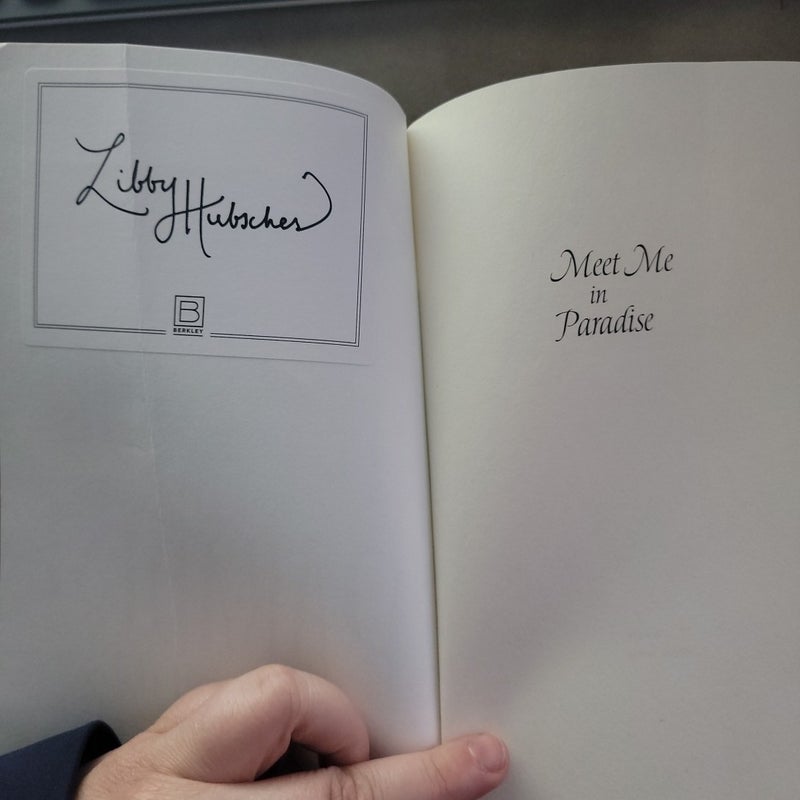 Libby
Hubscher
B
BERKLEY
Meet Me
in
Paradise